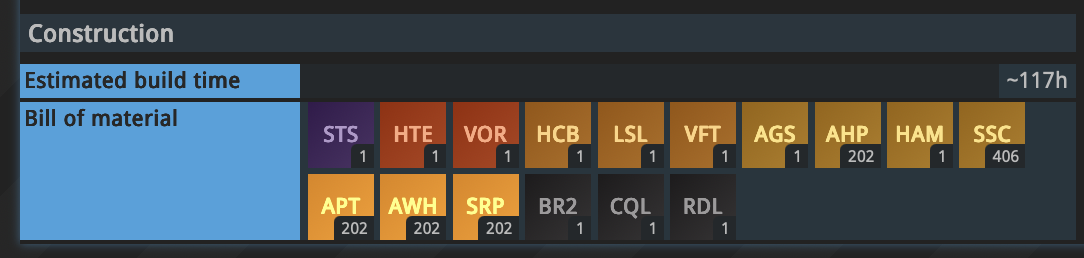 Construction
Estimated build time ~117h
Bill of material
STS HTE VOR HCB LSL VFT AGS AHP HAM SSC
1 1 1 1 1 1 1 202 1 406
APT AWH SRP BR2 CQL RDL
202 202 202 1 1 1